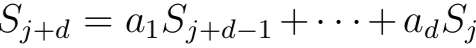 S_{j+d} = a_1 S_{j+d-1} + \cdots + a_d S_j